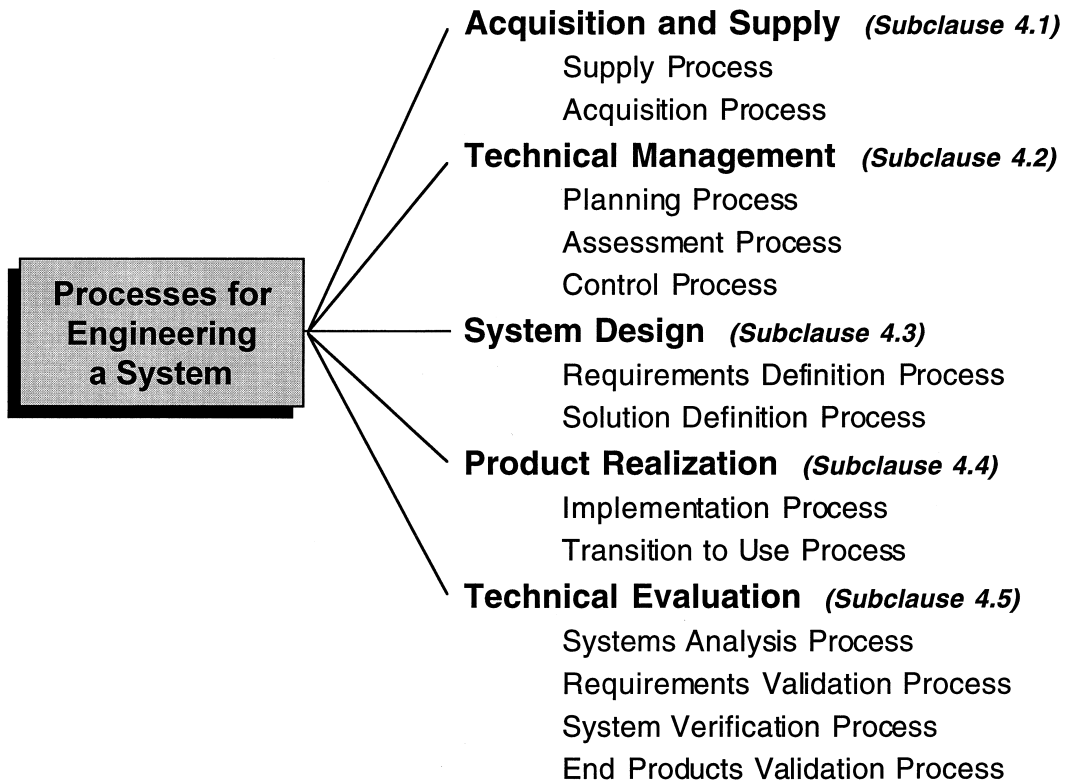 Processes for
Engineering
a System
Acquisition and Supply (Subclause 4.1)
Supply Process
Acquisition Process
Technical Management (Subclause 4.2)
Planning Process
Assessment Process
Control Process
System Design (Subclause 4.3)
Requirements Definition Process
Solution Definition Process
Product Realization (Subclause 4.4)
Implementation Process
Transition to Use Process
Technical Evaluation (Subclause 4.5)
Systems Analysis Process
Requirements Validation Process
System Verification Process
End Products Validation Process